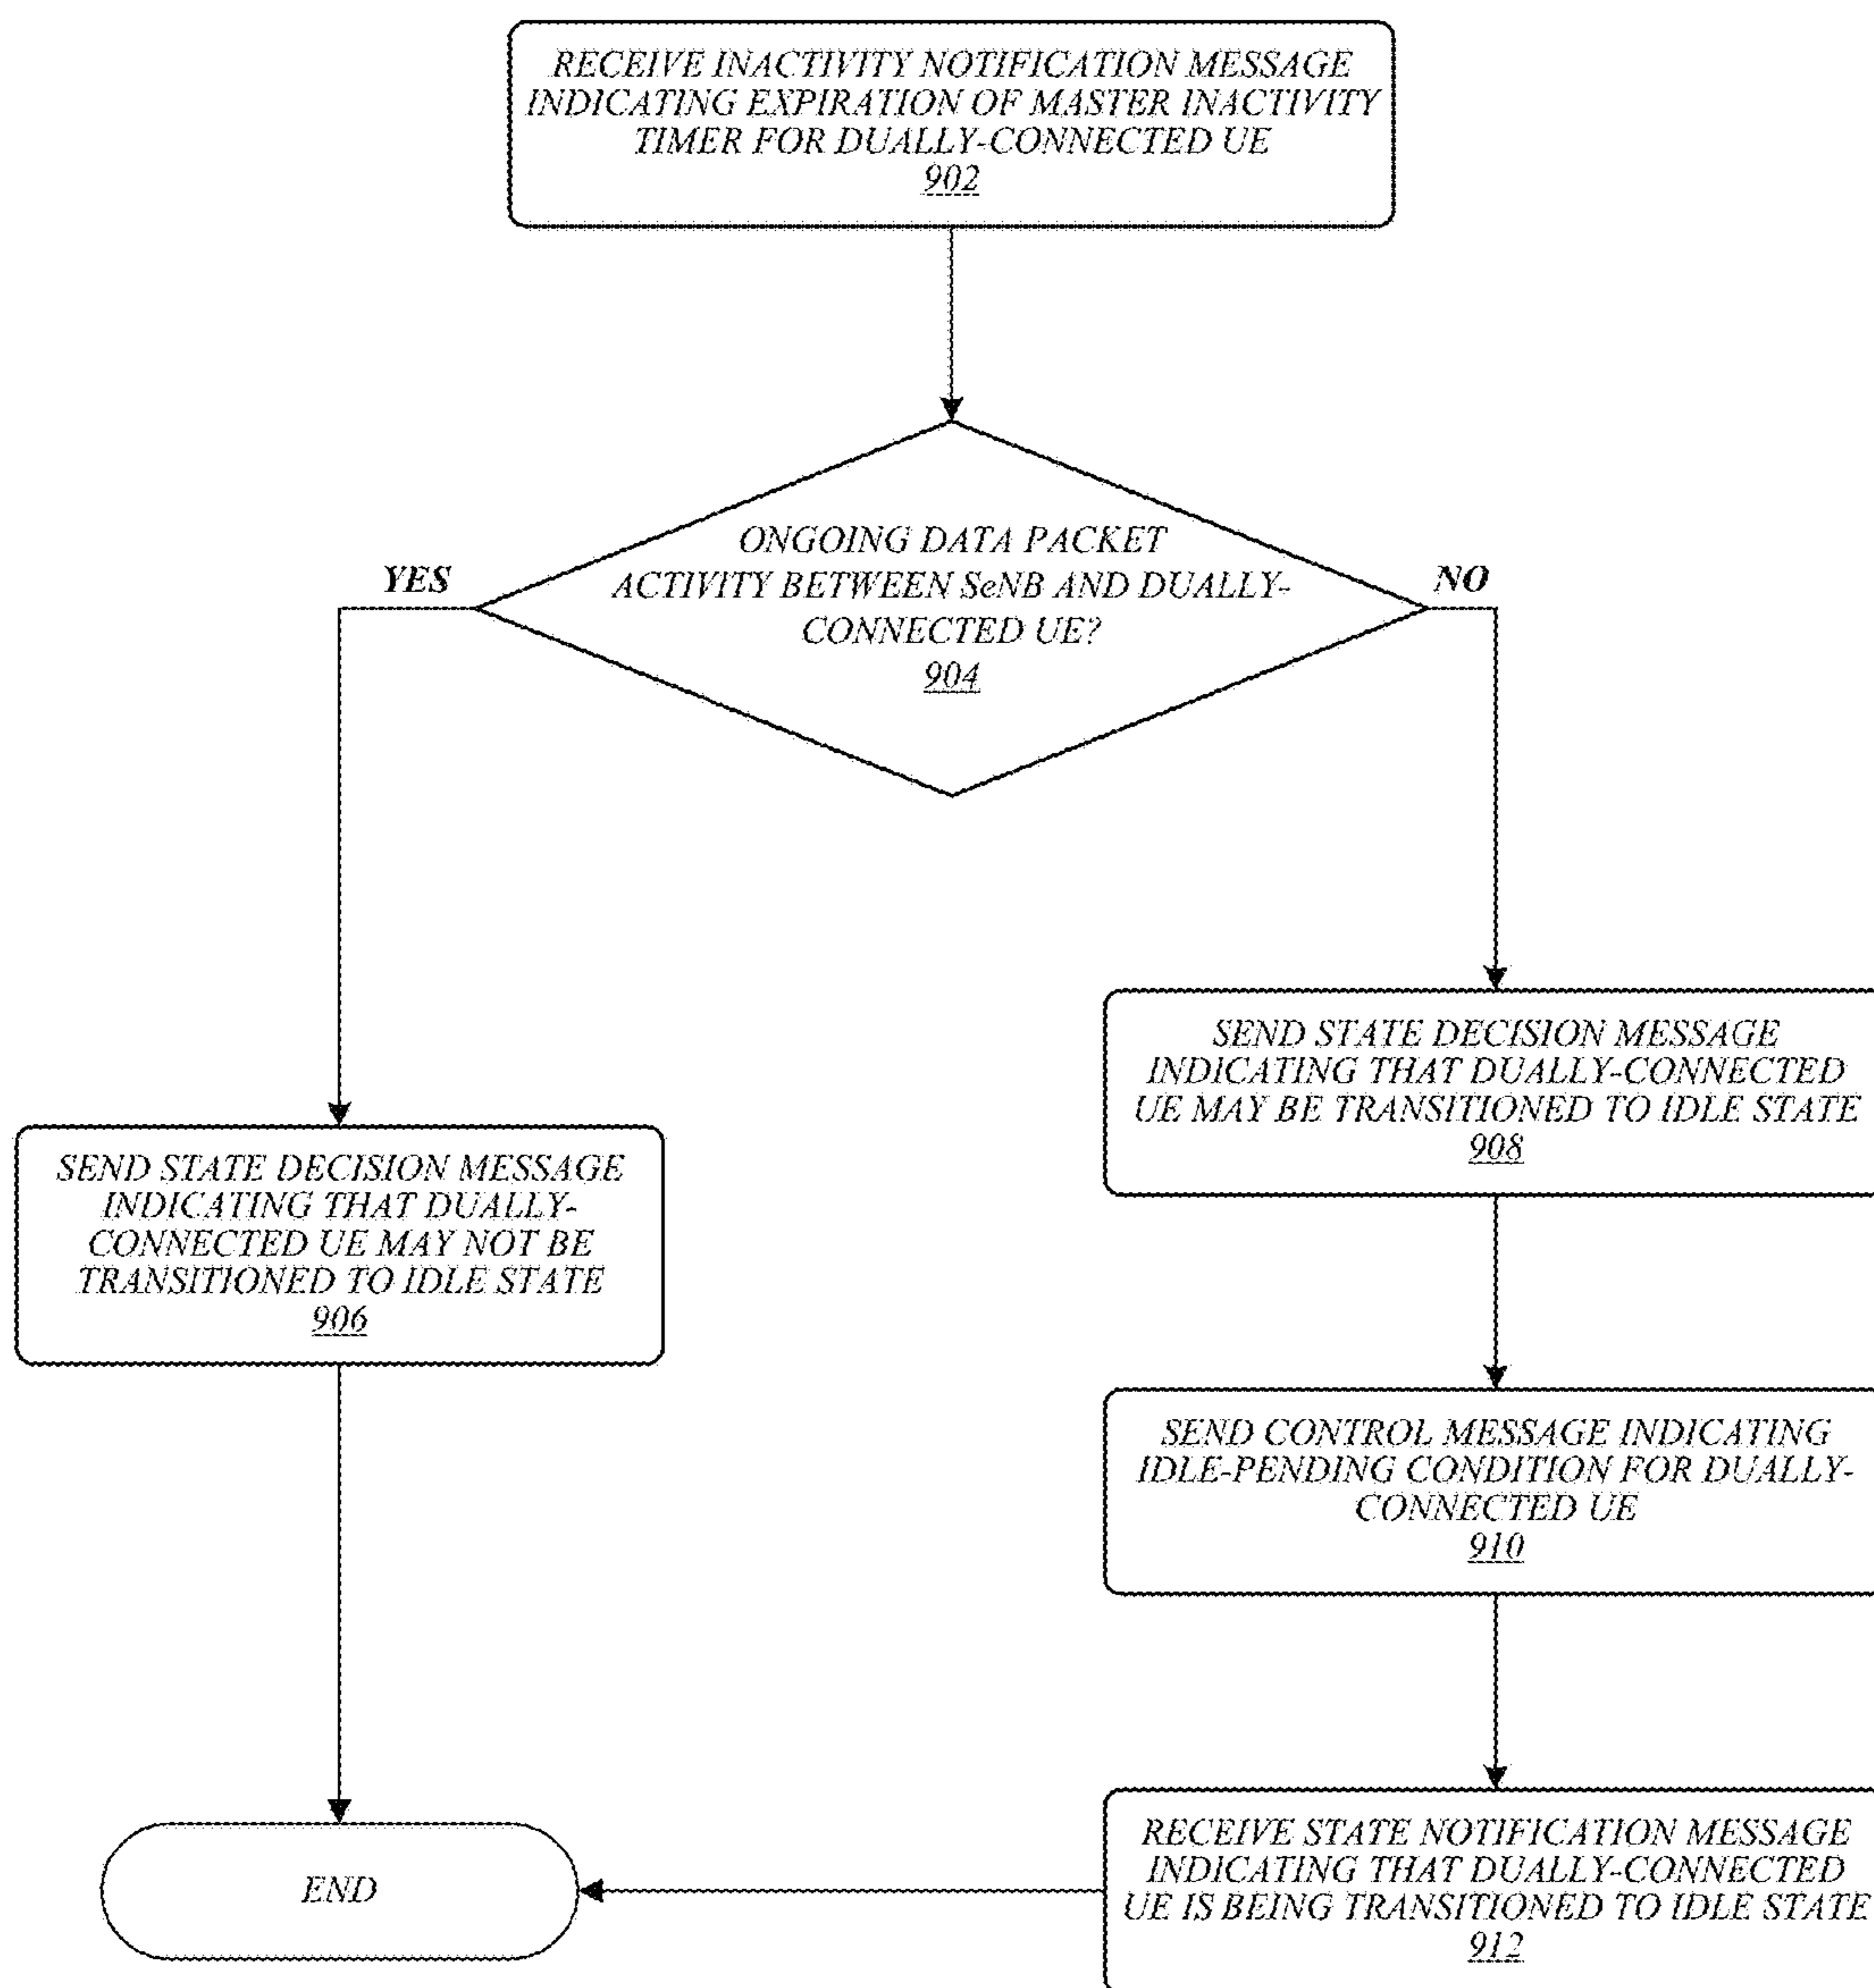 RECEIVE INACTIVITY NOTIFICATION MESSAGE
INDICATING EXPIRATION OF MASTER INACTIVITY
TIMER FOR DUALLY-CONNECTED UE
902
ONGOING DATA PACKET
ACTIVITY BETWEEN SeNB AND DUALLY-
CONNECTED UE?
904
YES
NO
SEND STATE DECISION MESSAGE
INDICATING THAT DUALLY-CONNECTED
UE MAY BE TRANSITIONED TO IDLE STATE
908
SEND STATE DECISION MESSAGE
INDICATING THAT DUALLY-
CONNECTED UE MAY NOT BE
TRANSITIONED TO IDLE STATE
906
SEND CONTROL MESSAGE INDICATING
IDLE-PENDING CONDITION FOR DUALLY-
CONNECTED UE
910
RECEIVE STATE NOTIFICATION MESSAGE
INDICATING THAT DUALLY-CONNECTED
UE IS BEING TRANSITIONED TO IDLE STATE
912
END